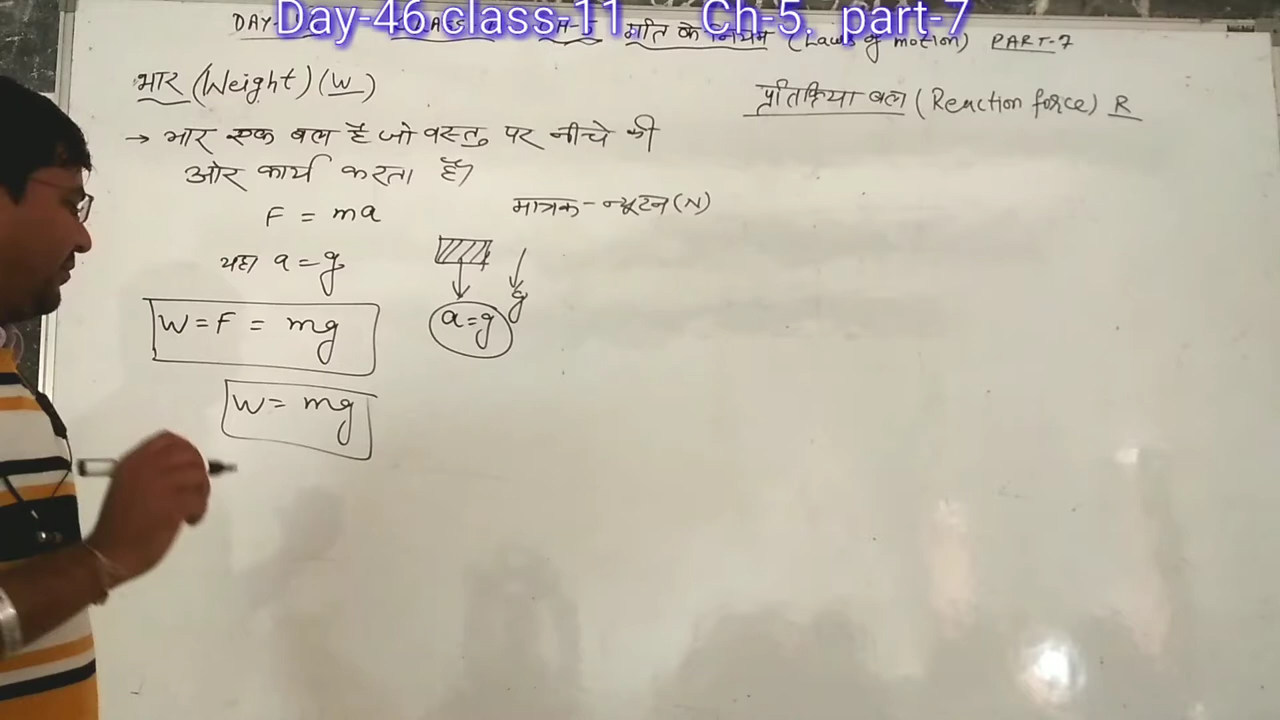 Day-46 class-11 Ch-5, part-7
DAY- गति के नियम (Laws of motion) PART-7
भार (Weight) (W)
प्रतिक्रिया बल (Reaction force) R
→ भार एक बल है जो वस्तु पर नीचे की
ओर कार्य करता है।
F = ma
मात्रक - न्यूटन (N)
यहा a = g
g
a = g
W = F = mg
W = mg